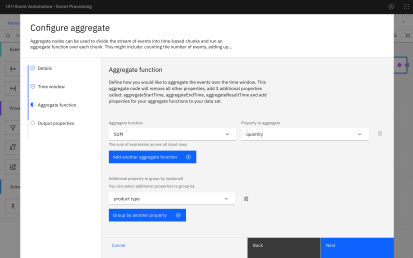 IBM Event Automation - Event Processing
Configure aggregate
Aggregate nodes can be used to divide the stream of events into time-based chunks and run an
aggregate function over each chunk. This might include: counting the number of events, adding up...
Details
Time window
Aggregate function
Output properties
Aggregate function
Define how you would like to aggregate the events over the time window. This
aggregate node will remove all other properties, add 3 additional properties
called: aggregateStartTime, aggregateEndTime, aggregateResultTime and add
properties for your aggregate functions to your data set.
Aggregate function
Property to aggregate
SUM
quantity
The sum of expression across all input rows
Add another aggregate function
Additional property to group by (optional)
You can select additional properties to group by
product type
Group by another property
Cancel
Back
Next